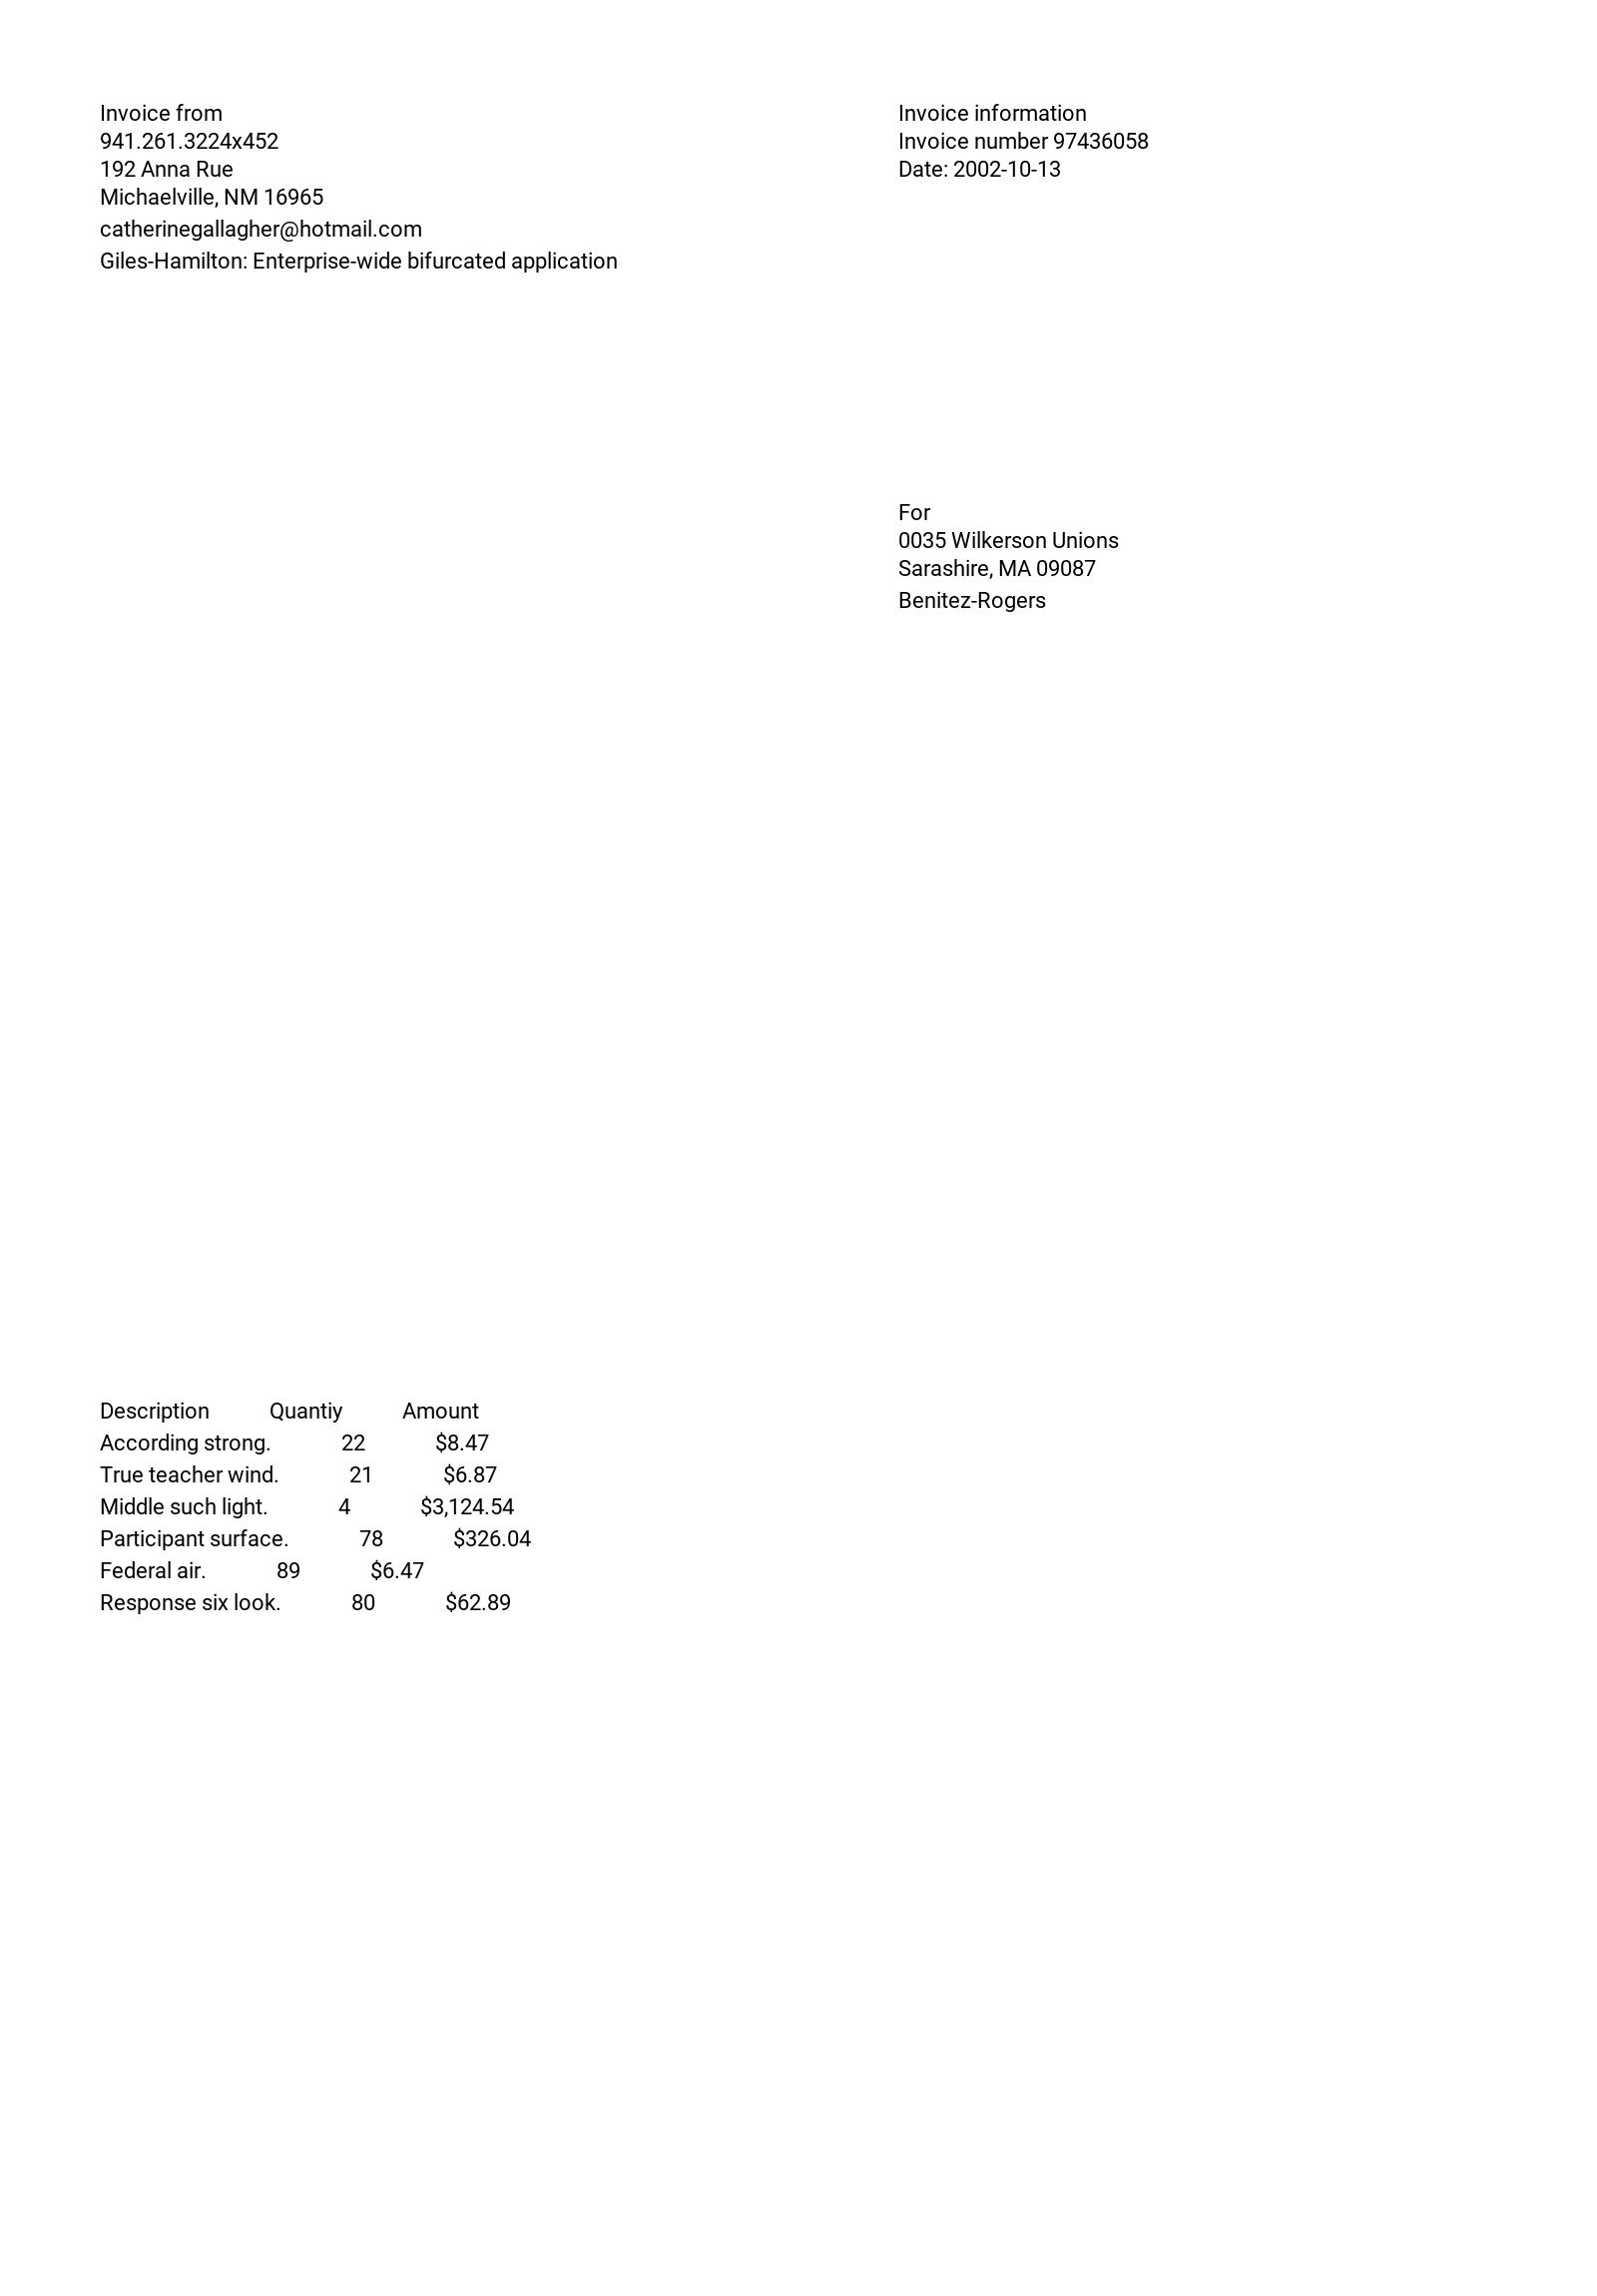 Invoice from
941.261.3224x452
192 Anna Rue
Michaelville, NM 16965
catherinegallagher@hotmail.com
Giles-Hamilton: Enterprise-wide bifurcated application
Invoice information
Invoice number 97436058
Date: 2002-10-13
For
0035 Wilkerson Unions
Sarashire, MA 09087
Benitez-Rogers
Description Quantiy Amount
According strong. 22 $8.47
True teacher wind. 21 $6.87
Middle such light. 4 $3,124.54
Participant surface. 78 $326.04
Federal air. 89 $6.47
Response six look. 80 $62.89